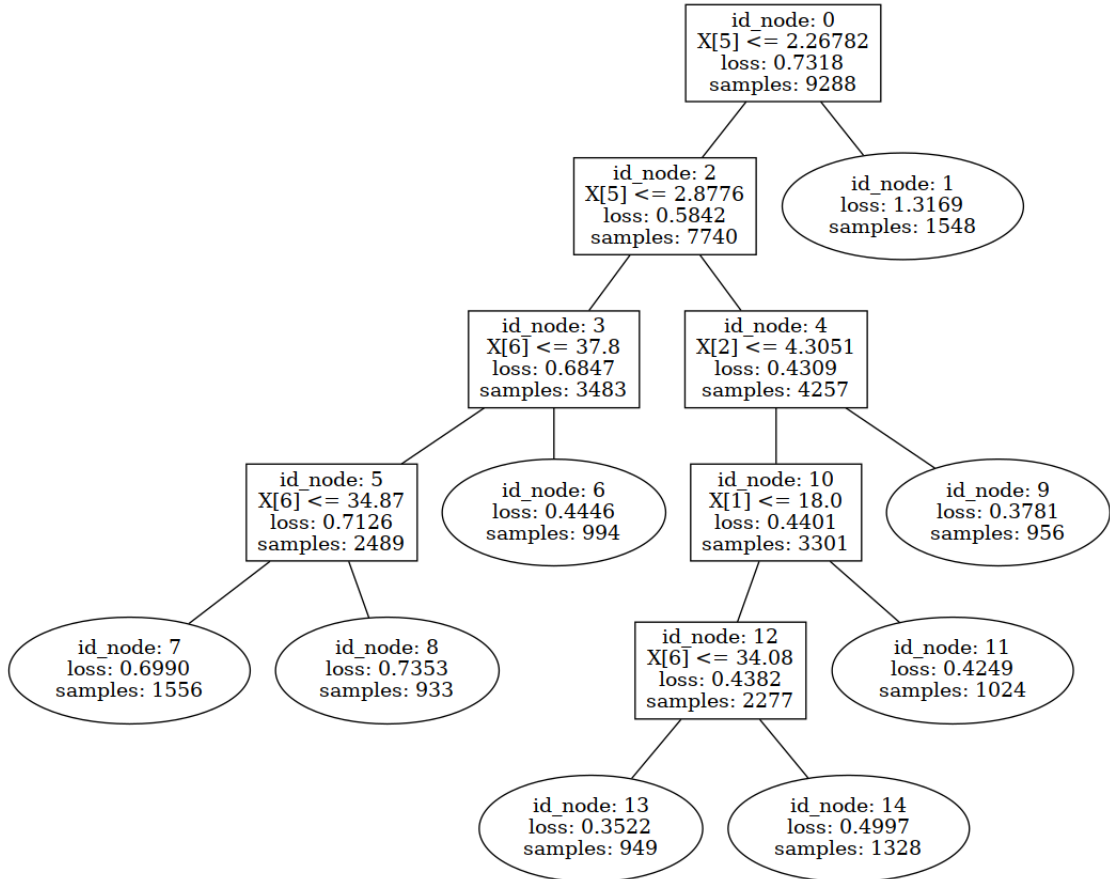 id_node: 0
X[5] <= 2.26782
loss: 0.7318
samples: 9288
id_node: 2
X[5] <= 2.8776
loss: 0.5842
samples: 7740
id_node: 1
loss: 1.3169
samples: 1548
id_node: 3
X[6] <= 37.8
loss: 0.6847
samples: 3483
id_node: 4
X[2] <= 4.3051
loss: 0.4309
samples: 4257
id_node: 5
X[6] <= 34.87
loss: 0.7126
samples: 2489
id_node: 6
loss: 0.4446
samples: 994
id_node: 10
X[1] <= 18.0
loss: 0.4401
samples: 3301
id_node: 9
loss: 0.3781
samples: 956
id_node: 7
loss: 0.6990
samples: 1556
id_node: 8
loss: 0.7353
samples: 933
id_node: 12
X[6] <= 34.08
loss: 0.4382
samples: 2277
id_node: 11
loss: 0.4249
samples: 1024
id_node: 13
loss: 0.3522
samples: 949
id_node: 14
loss: 0.4997
samples: 1328